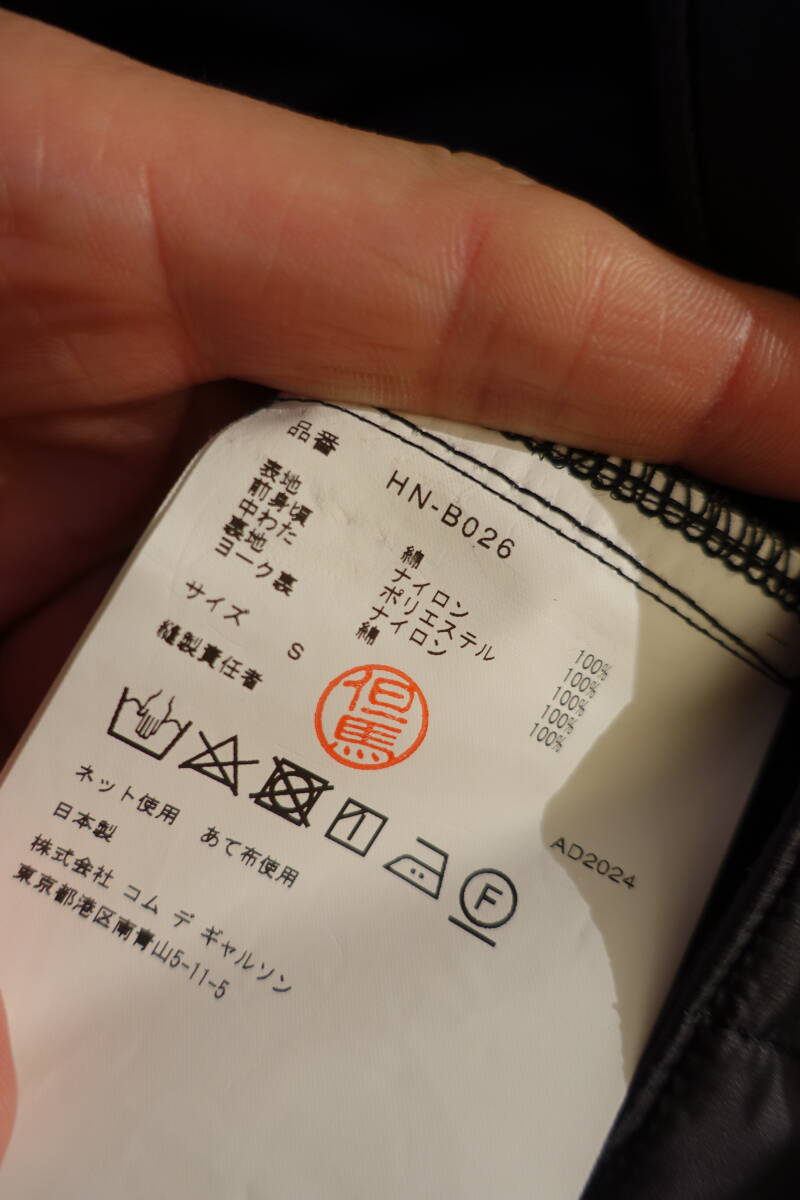 品番 HN-B026
表地 綿 100%
前身頃 ナイロン 100%
中わた ポリエステル 100%
裏地 ナイロン 100%
ヨーク裏 綿 100%
サイズ S
縫製責任者 但馬
F
ネット使用 あて布使用
日本製
AD2024
株式会社 コム デ ギャルソン
東京都港区南青山5-11-5